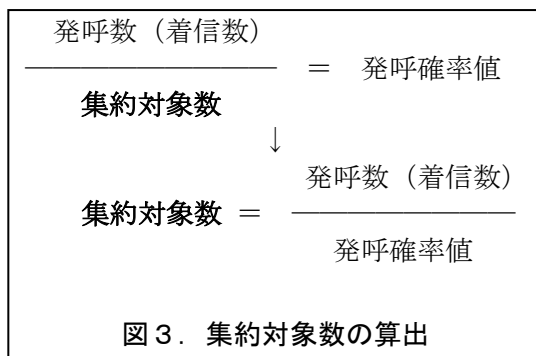 発呼数（着信数）
――――――――― ＝ 発呼確率値
集約対象数
↓
発呼数（着信数）
集約対象数 ＝ ――――――――
発呼確率値
図３．集約対象数の算出